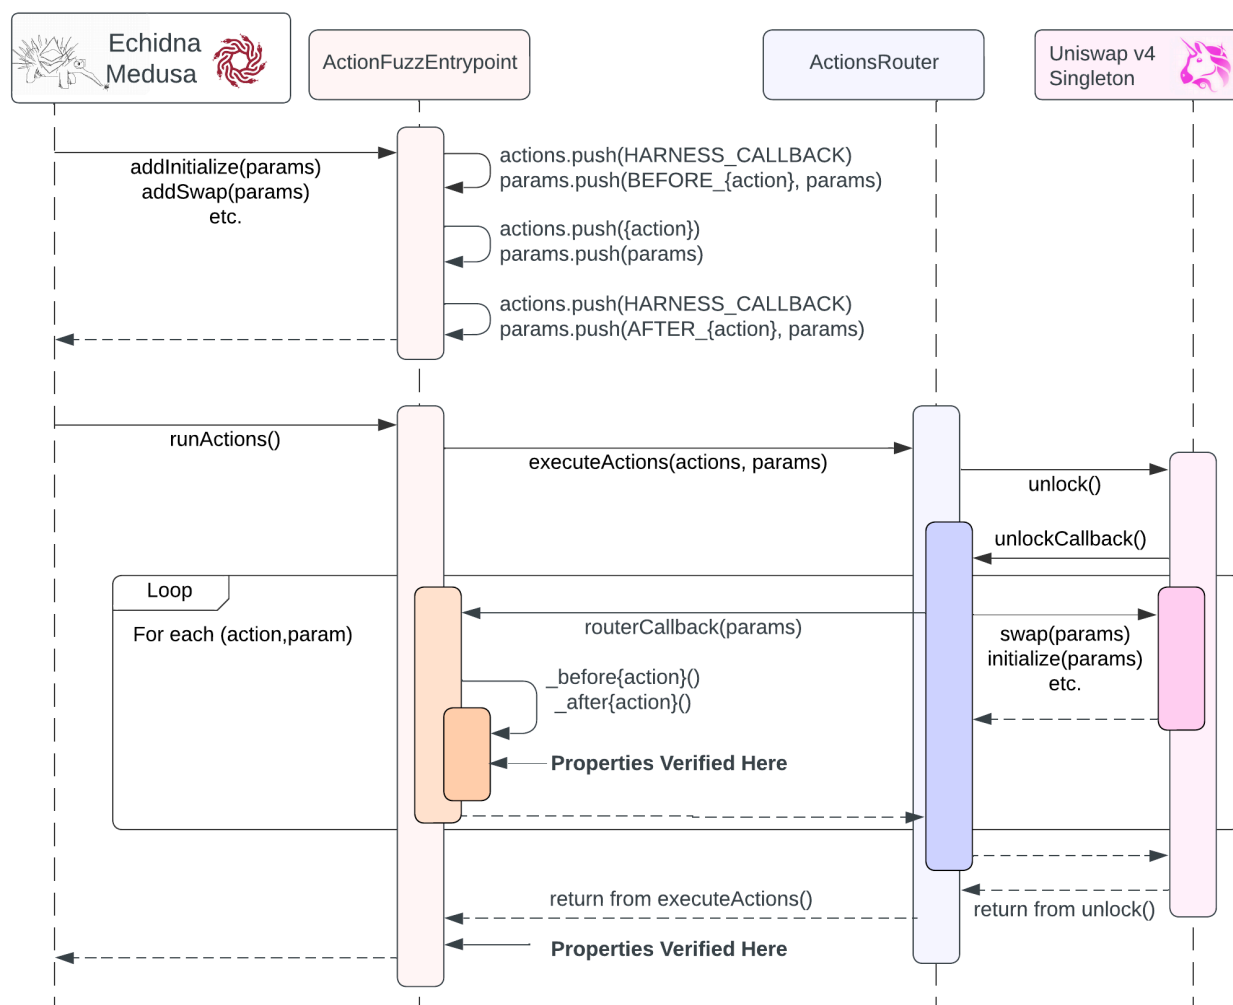 Echidna
Medusa
ActionFuzzEntrypoint
ActionsRouter
Uniswap v4
Singleton
addInitialize(params)
addSwap(params)
etc.
actions.push(HARNESS_CALLBACK)
params.push(BEFORE_{action}, params)
actions.push({action})
params.push(params)
actions.push(HARNESS_CALLBACK)
params.push(AFTER_{action}, params)
runActions()
executeActions(actions, params)
unlock()
unlockCallback()
Loop
For each (action,param)
routerCallback(params)
swap(params)
initialize(params)
etc.
_before{action}()
_after{action}()
Properties Verified Here
return from executeActions()
return from unlock()
Properties Verified Here